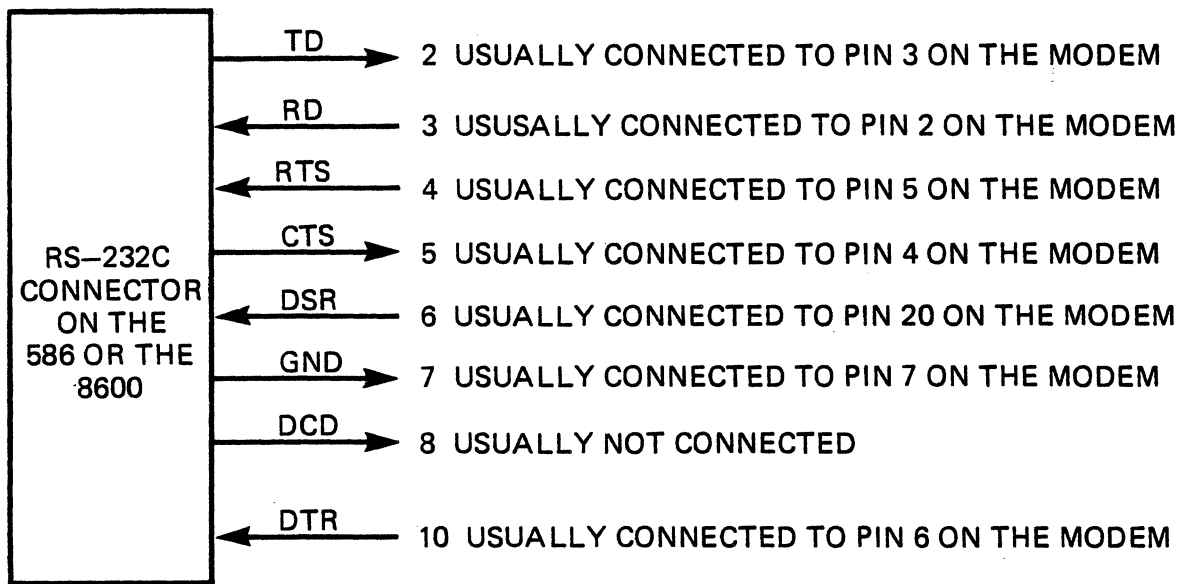 TD
2 USUALLY CONNECTED TO PIN 3 ON THE MODEM
RD
3 USUSALLY CONNECTED TO PIN 2 ON THE MODEM
RTS
4 USUALLY CONNECTED TO PIN 5 ON THE MODEM
CTS
5 USUALLY CONNECTED TO PIN 4 ON THE MODEM
RS–232C
CONNECTOR
ON THE
586 OR THE
8600
DSR
6 USUALLY CONNECTED TO PIN 20 ON THE MODEM
GND
7 USUALLY CONNECTED TO PIN 7 ON THE MODEM
DCD
8 USUALLY NOT CONNECTED
DTR
10 USUALLY CONNECTED TO PIN 6 ON THE MODEM